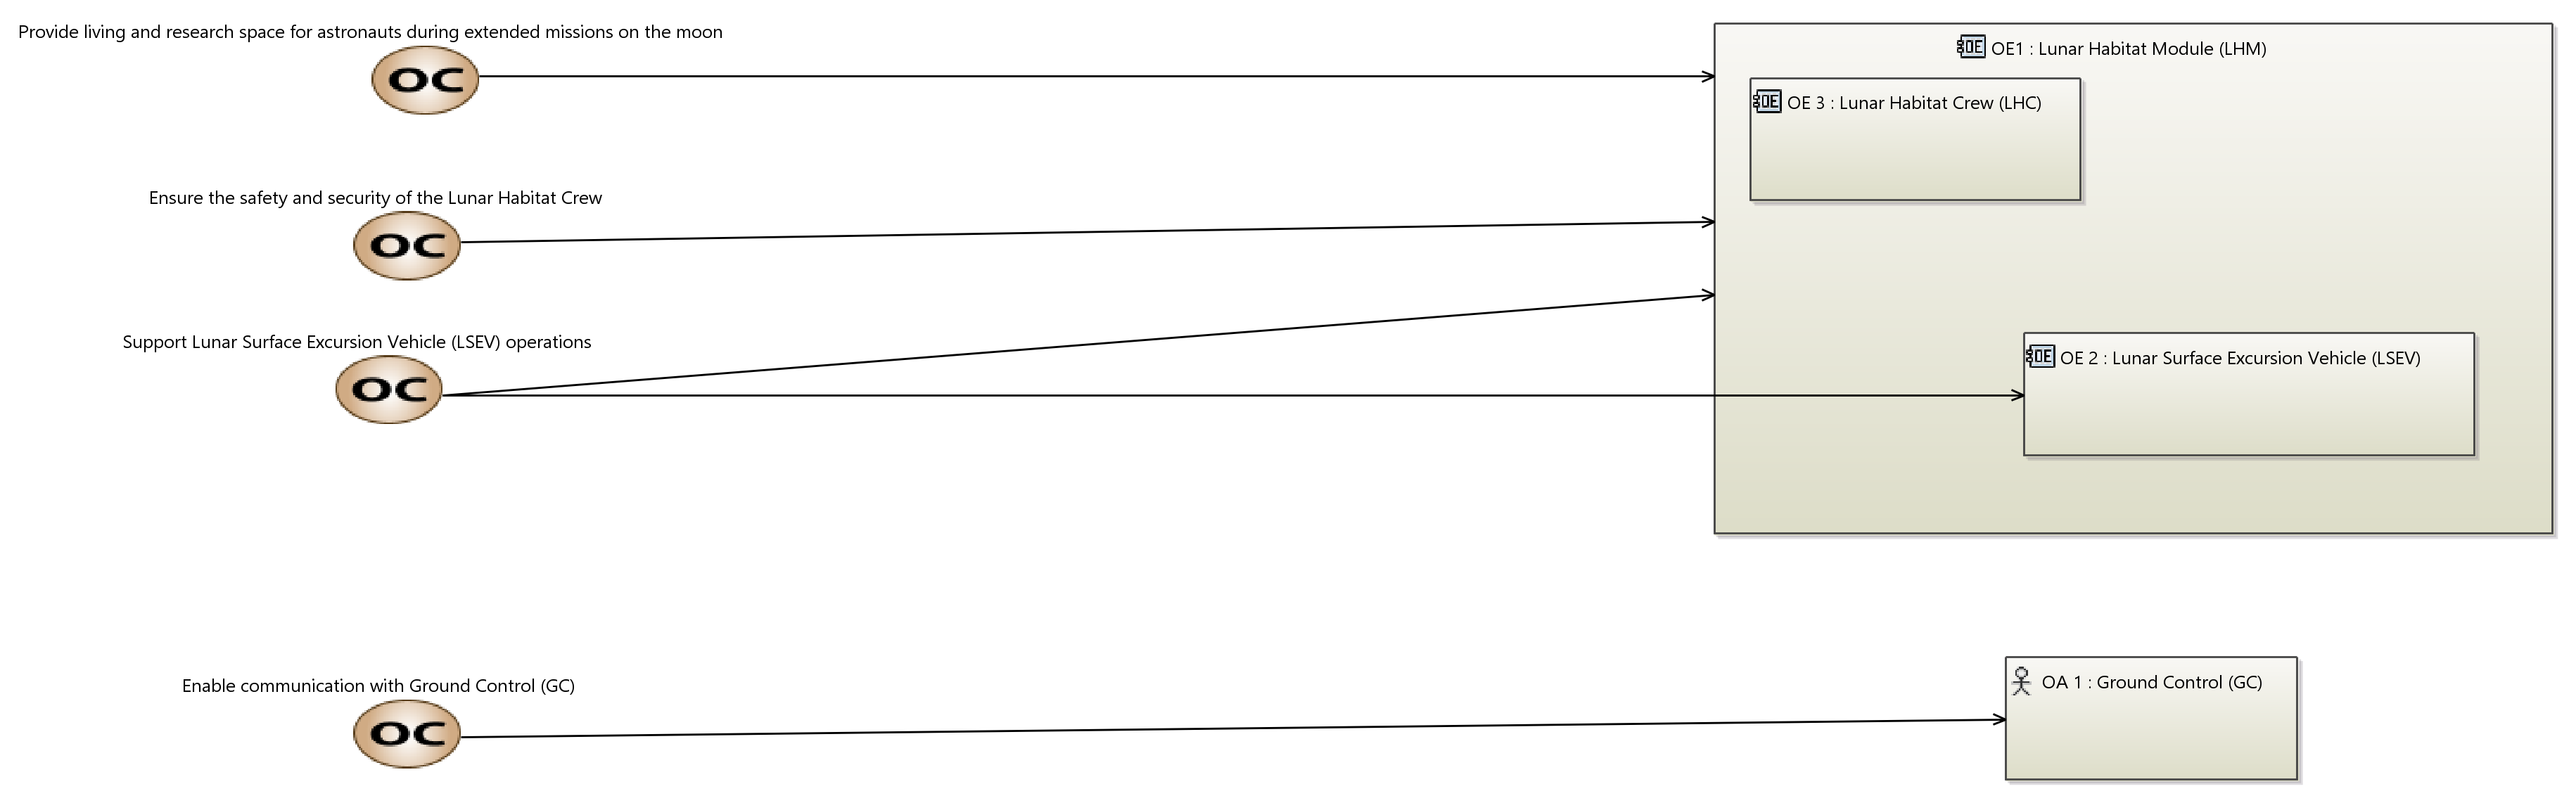 Provide living and research space for astronauts during extended missions on the moon
OC
OE OE1 : Lunar Habitat Module (LHM)
OE OE 3 : Lunar Habitat Crew (LHC)
Ensure the safety and security of the Lunar Habitat Crew
OC
Support Lunar Surface Excursion Vehicle (LSEV) operations
OC
OE OE 2 : Lunar Surface Excursion Vehicle (LSEV)
Enable communication with Ground Control (GC)
OC
OA 1 : Ground Control (GC)